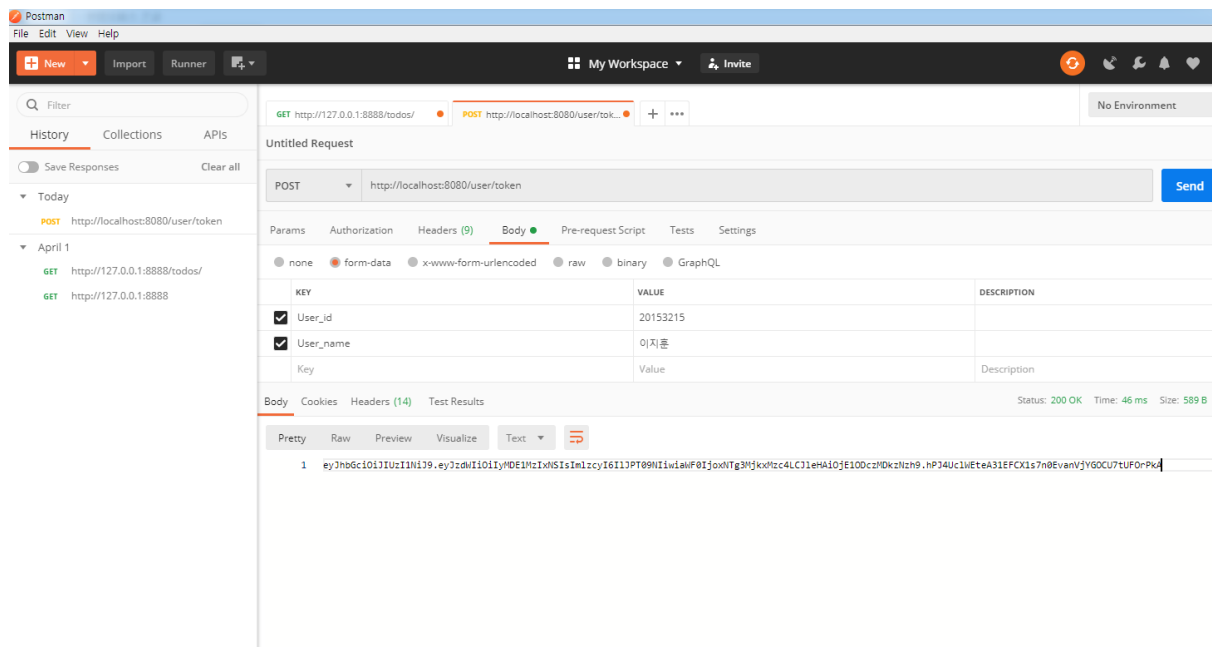 Postman
File Edit View Help
New Import Runner My Workspace Invite
Filter
History Collections APIs
Save Responses Clear all
Today
POST http://localhost:8080/user/token
April 1
GET http://127.0.0.1:8888/todos/
GET http://127.0.0.1:8888
GET http://127.0.0.1:8888/todos/ POST http://localhost:8080/user/tok... No Environment
Untitled Request
POST http://localhost:8080/user/token Send
Params Authorization Headers (9) Body Pre-request Script Tests Settings
none form-data x-www-form-urlencoded raw binary GraphQL
KEY VALUE DESCRIPTION
User_id 20153215
User_name 이지훈
Key Value Description
Body Cookies Headers (14) Test Results Status: 200 OK Time: 46 ms Size: 589 B
Pretty Raw Preview Visualize Text
1 eyJhbGciOiJIUzI1NiJ9.eyJzdWIiOiIyMDE1MzIxNSIsImlzcyI6IlJPT09NIiwiaWF0IjoxNTg3MjkxMzc4LCJleHAiOjE1ODczMDkzNzh9.hPJ4UclWEteA31EFCX1s7n0EvanVjYGOCU7tUFOrPkA